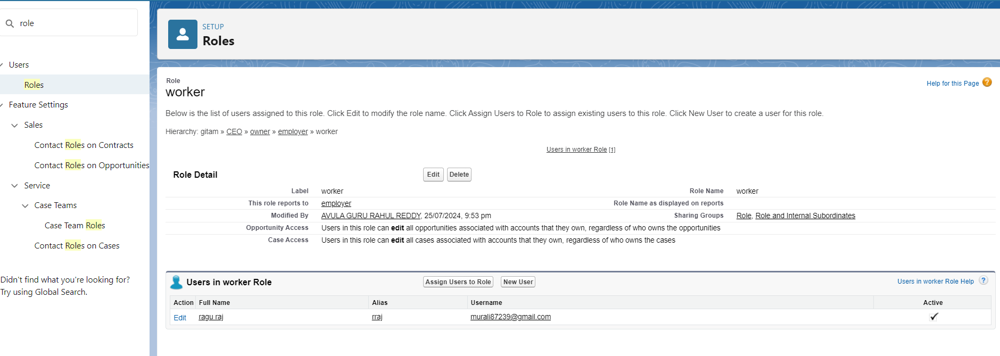 role
Users
Roles
Feature Settings
Sales
Contact Roles on Contracts
Contact Roles on Opportunities
Service
Case Teams
Case Team Roles
Contact Roles on Cases
Didn't find what you're looking for?
Try using Global Search.
SETUP
Roles
Role
worker
Help for this Page ?
Below is the list of users assigned to this role. Click Edit to modify the role name. Click Assign Users to Role to assign existing users to this role. Click New User to create a user for this role.
Hierarchy: gitam » CEO » owner » employer » worker
Users in worker Role [1]
Role Detail Edit Delete
Label worker Role Name worker
This role reports to employer Role Name as displayed on reports
Modified By AVULA GURU RAHUL REDDY, 25/07/2024, 9:53 pm Sharing Groups Role, Role and Internal Subordinates
Opportunity Access Users in this role can edit all opportunities associated with accounts that they own, regardless of who owns the opportunities
Case Access Users in this role can edit all cases associated with accounts that they own, regardless of who owns the cases
Users in worker Role Assign Users to Role New User Users in worker Role Help ?
Action Full Name Alias Username Active
Edit ragu raj rraj murali87239@gmail.com